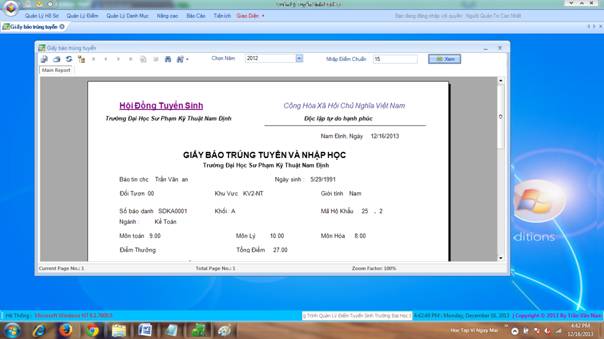 Quản Lý Hồ Sơ Quản Lý Điểm Quản Lý Danh Mục Nâng cao Báo Cáo Tiện ích Giao Diện Bạn đang đăng nhập với quyền : Người Quản Trị Cao Nhất
Giấy báo trúng tuyển
Giấy báo trúng tuyển
Chọn Năm 2012 Nhập Điểm Chuẩn 15 Xem
Main Report
Hội Đồng Tuyển Sinh Cộng Hòa Xã Hội Chủ Nghĩa Việt Nam
Trường Đại Học Sư Phạm Kỹ Thuật Nam Định Độc lập tự do hạnh phúc
Nam Định, Ngày 12/16/2013
GIẤY BÁO TRÚNG TUYỂN VÀ NHẬP HỌC
Trường Đại Học Sư Phạm Kỹ Thuật Nam Định
Báo tin chc Trần Văn an Ngày sinh : 5/29/1991
Đối Tượn 00 Khu Vực KV2-NT Giới tính Nam
Số báo danh SDKA0001 Khối A Mã Hộ Khẩu 25 . 2
Ngành Kế Toán
Môn toán 9.00 Môn Lý 10.00 Môn Hóa 8.00
Điểm Thưởng Tổng Điểm 27.00
Current Page No.: 1 Total Page No.: 1 Zoom Factor: 100%
ditions
Hệ Thống : Microsoft Windows NT 6.2.7600.0 g Trình Quản Lý Điểm Tuyển Sinh Trường Đại Học 4:42:49 PM : Monday, December 16, 2013 | Copyright © 2013 By Trần Văn Nam
Học Tập Vì Ngày Mai 4:42 PM
12/16/2013